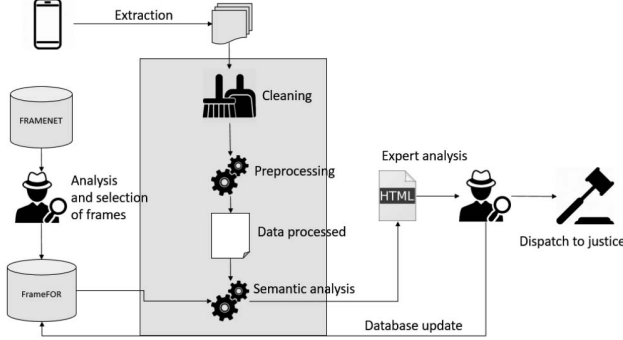 Extraction
Cleaning
FRAMENET
Analysis
and selection
of frames
Preprocessing
Expert analysis
HTML
Data processed
Dispatch to justice
FrameFOR
Semantic analysis
Database update